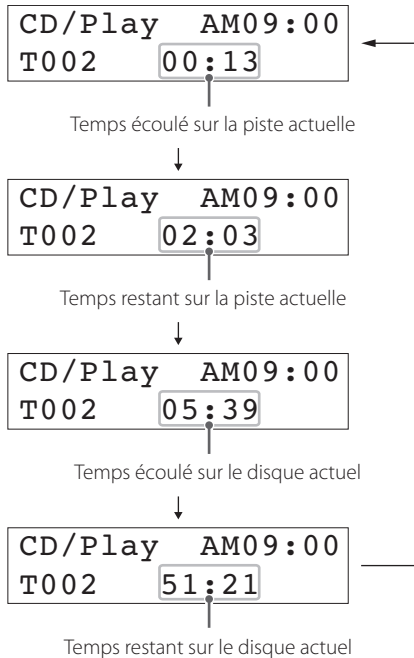 CD/Play AM09:00
T002 00:13
Temps écoulé sur la piste actuelle
CD/Play AM09:00
T002 02:03
Temps restant sur la piste actuelle
CD/Play AM09:00
T002 05:39
Temps écoulé sur le disque actuel
CD/Play AM09:00
T002 51:21
Temps restant sur le disque actuel